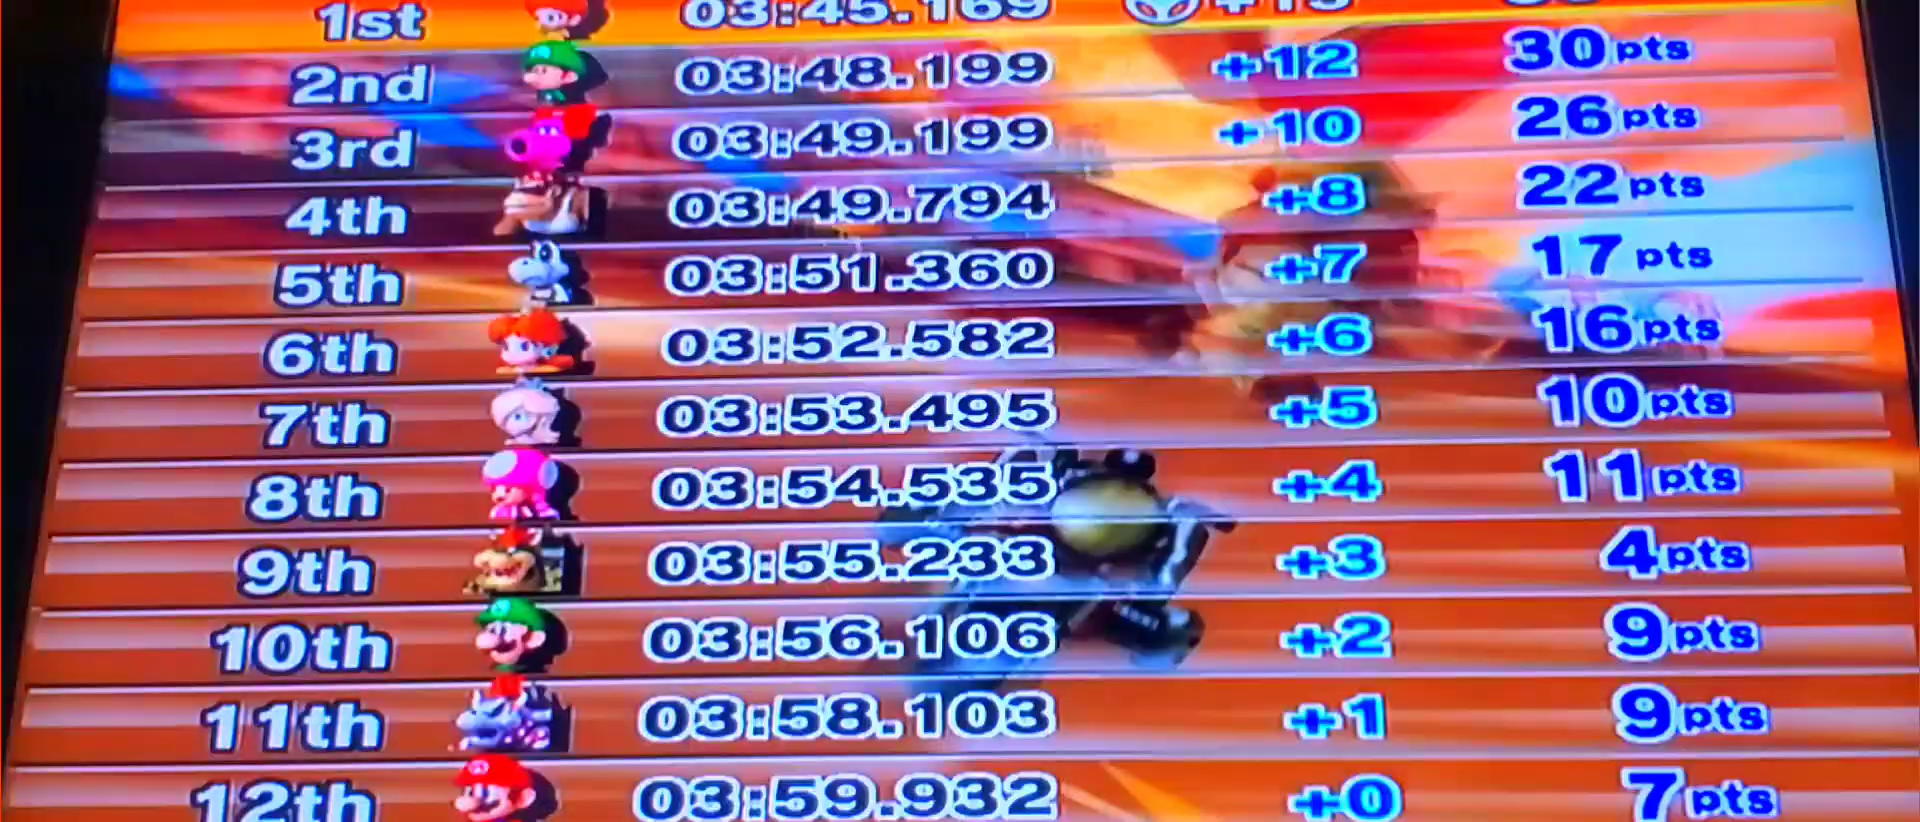 1st 03:45.169
2nd 03:48.199 +12 30pts
3rd 03:49.199 +10 26pts
4th 03:49.794 +8 22pts
5th 03:51.360 +7 17pts
6th 03:52.582 +6 16pts
7th 03:53.495 +5 10pts
8th 03:54.535 +4 11pts
9th 03:55.233 +3 4pts
10th 03:56.106 +2 9pts
11th 03:58.103 +1 9pts
12th 03:59.932 +0 7pts